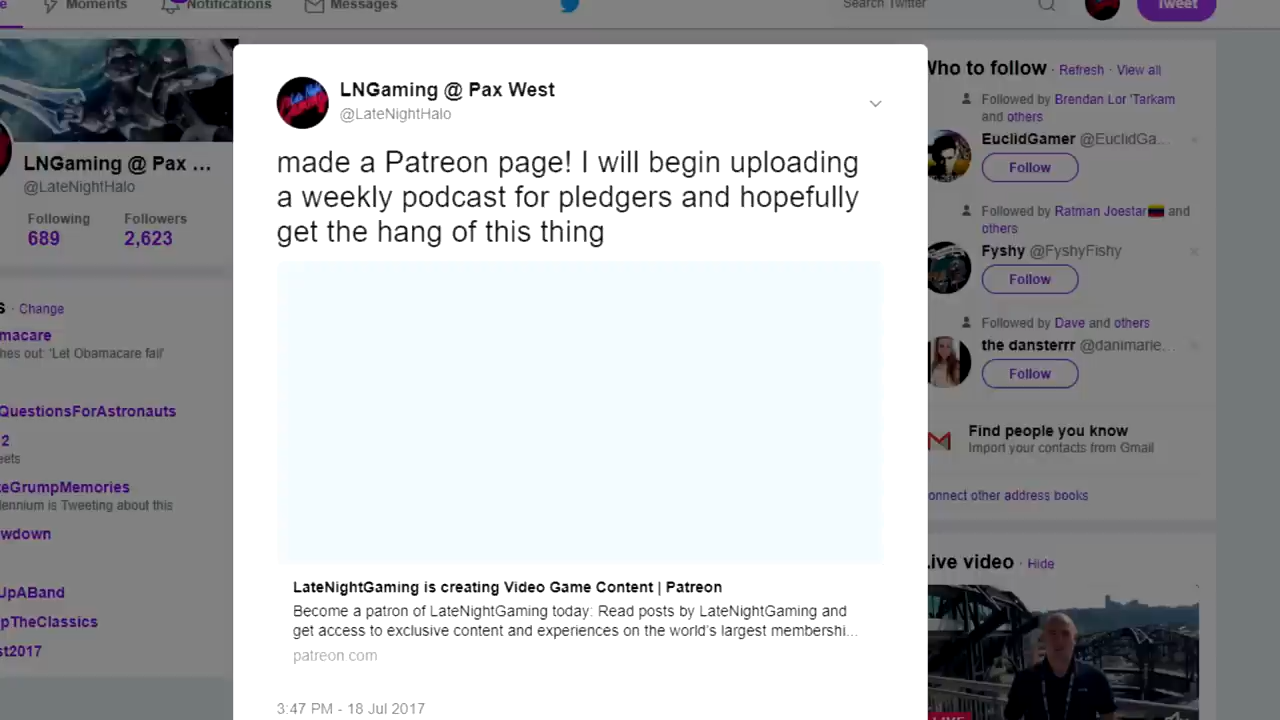 Moments
Notifications
Messages
Search Twitter
Tweet
LNGaming @ Pax ...
@LateNightHalo
Following
Followers
689
2,623
Change
macare
hes out: 'Let Obamacare fail'
QuestionsForAstronauts
2
eets
eGrumpMemories
lennium is Tweeting about this
wdown
UpABand
pTheClassics
st2017
LNGaming @ Pax West
@LateNightHalo
made a Patreon page! I will begin uploading
a weekly podcast for pledgers and hopefully
get the hang of this thing
LateNightGaming is creating Video Game Content | Patreon
Become a patron of LateNightGaming today: Read posts by LateNightGaming and
get access to exclusive content and experiences on the world's largest membershi...
patreon.com
3:47 PM - 18 Jul 2017
Who to follow · Refresh · View all
Followed by Brendan Lor 'Tarkam
and others
EuclidGamer @EuclidGa...
Follow
Followed by Ratman Joestar and
others
Fyshy @FyshyFishy
Follow
Followed by Dave and others
the dansterrr @danimarie...
Follow
Find people you know
Import your contacts from Gmail
onnect other address books
Live video · Hide
LIVE